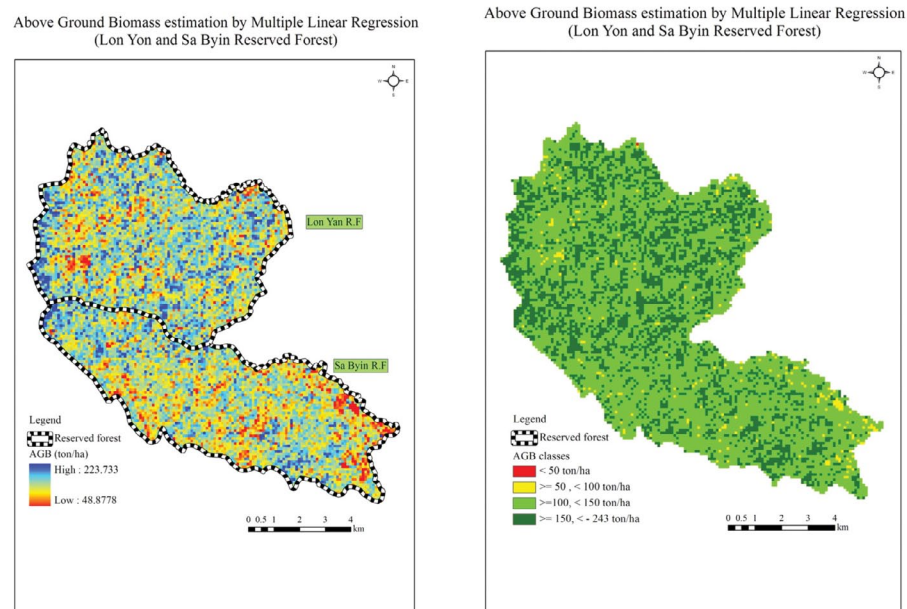 Above Ground Biomass estimation by Multiple Linear Regression
(Lon Yon and Sa Byin Reserved Forest)
N
W E
S
Lon Yan R.F
Sa Byin R.F
Legend
Reserved forest
AGB (ton/ha)
High : 223.733
Low : 48.8778
0 0.5 1 2 3 4
km
Above Ground Biomass estimation by Multiple Linear Regression
(Lon Yon and Sa Byin Reserved Forest)
N
W E
S
Legend
Reserved forest
AGB classes
< 50 ton/ha
>= 50 , < 100 ton/ha
>=100, < 150 ton/ha
>= 150, < - 243 ton/ha
0 0.5 1 2 3 4
km